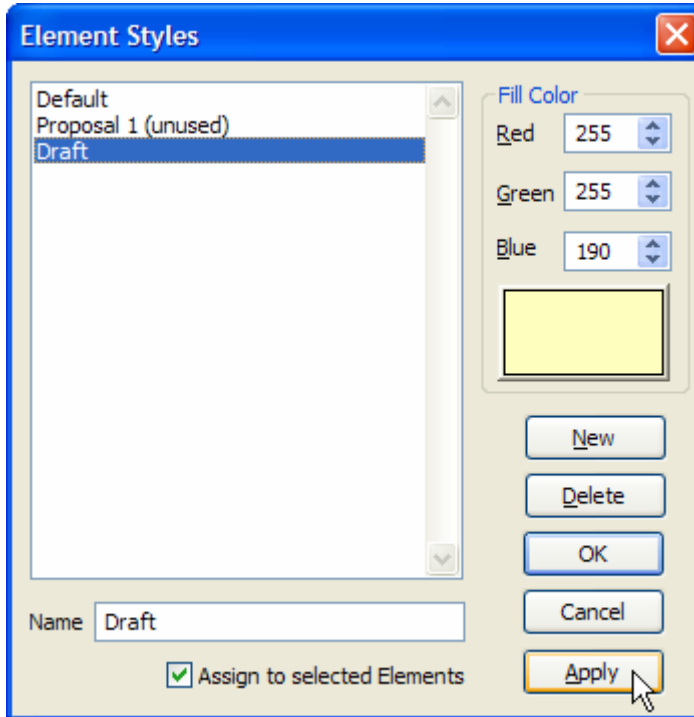 Element Styles
Default
Proposal 1 (unused)
Draft
Fill Color
Red 255
Green 255
Blue 190
New
Delete
OK
Cancel
Apply
Name Draft
Assign to selected Elements